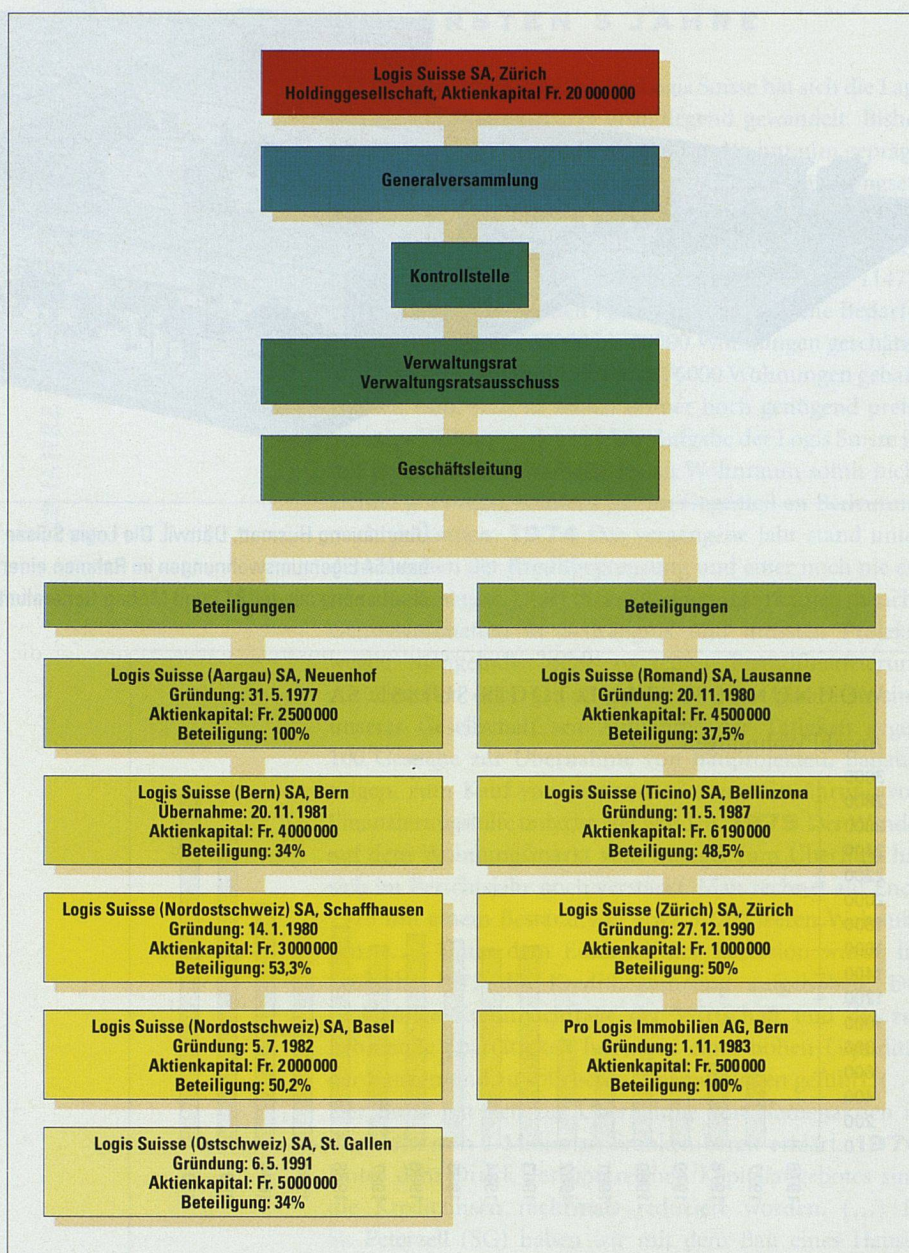 Logis Suisse SA, Zürich
Holdinggesellschaft, Aktienkapital Fr. 20 000 000
Generalversammlung
Kontrollstelle
Verwaltungsrat
Verwaltungsratsausschuss
Geschäftsleitung
Beteiligungen
Logis Suisse (Aargau) SA, Neuenhof
Gründung: 31.5.1977
Aktienkapital: Fr. 2 500 000
Beteiligung: 100%
Logis Suisse (Bern) SA, Bern
Übernahme: 20.11.1981
Aktienkapital: Fr. 4 000 000
Beteiligung: 34%
Logis Suisse (Nordostschweiz) SA, Schaffhausen
Gründung: 14.1.1980
Aktienkapital: Fr. 3 000 000
Beteiligung: 53,3%
Logis Suisse (Nordostschweiz) SA, Basel
Gründung: 5.7.1982
Aktienkapital: Fr. 2 000 000
Beteiligung: 50,2%
Logis Suisse (Ostschweiz) SA, St. Gallen
Gründung: 6.5.1991
Aktienkapital: Fr. 5 000 000
Beteiligung: 34%
Beteiligungen
Logis Suisse (Romand) SA, Lausanne
Gründung: 20.11.1980
Aktienkapital: Fr. 4 500 000
Beteiligung: 37,5%
Logis Suisse (Ticino) SA, Bellinzona
Gründung: 11.5.1987
Aktienkapital: Fr. 6 190 000
Beteiligung: 48,5%
Logis Suisse (Zürich) SA, Zürich
Gründung: 27.12.1990
Aktienkapital: Fr. 1 000 000
Beteiligung: 50%
Pro Logis Immobilien AG, Bern
Gründung: 1.11.1983
Aktienkapital: Fr. 500 000
Beteiligung: 100%